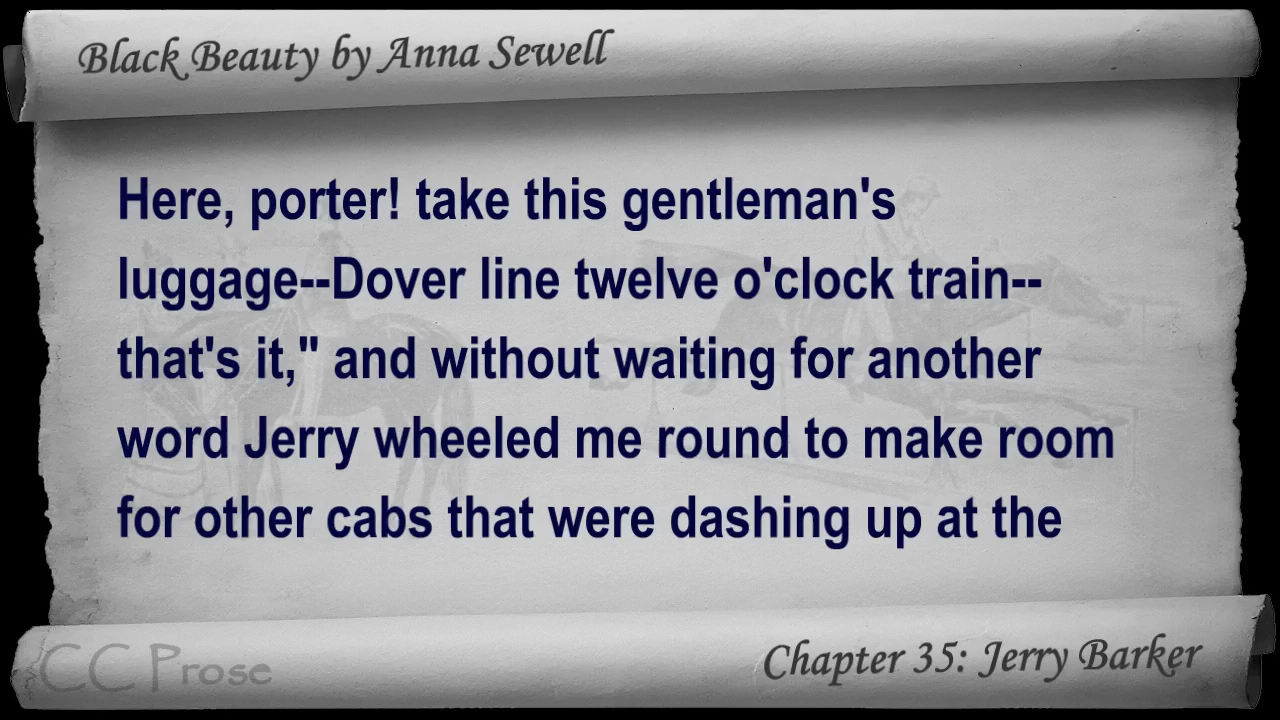 Black Beauty by Anna Sewell
Here, porter! take this gentleman's
luggage--Dover line twelve o'clock train--
that's it," and without waiting for another
word Jerry wheeled me round to make room
for other cabs that were dashing up at the
CC Prose
Chapter 35: Jerry Barker